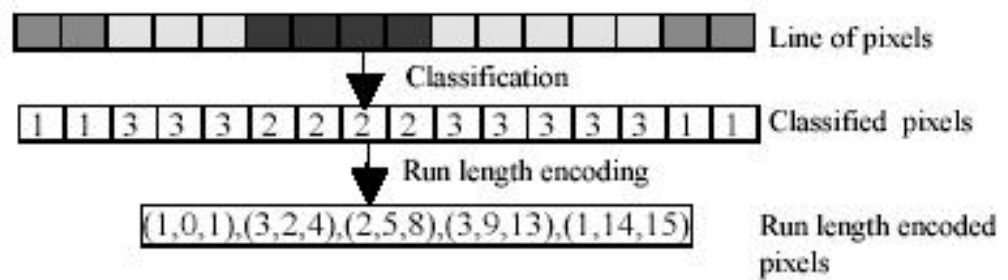 Line of pixels
Classification
1 1 3 3 3 2 2 2 2 3 3 3 3 3 1 1
Classified pixels
Run length encoding
(1,0,1),(3,2,4),(2,5,8),(3,9,13),(1,14,15)
Run length encoded
pixels